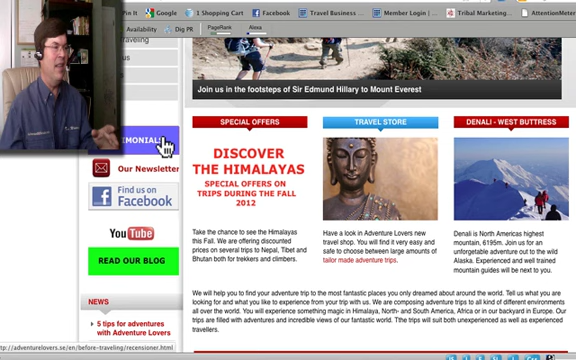 Pin It
Google
1 Shopping Cart
Facebook
Travel Business ...
Member Login | ...
Tribal Marketing...
AttentionMeter
Availability
Digg PR
PageRank
Alexa
traveling
us
Join us in the footsteps of Sir Edmund Hillary to Mount Everest
IMONIALS
Our Newsletter
Find us on
Facebook
YouTube
READ OUR BLOG
NEWS
5 tips for adventures
with Adventure Lovers
SPECIAL OFFERS
DISCOVER
THE HIMALAYAS
SPECIAL OFFERS ON
TRIPS DURING THE FALL
2012
Take the chance to see the Himalayas
this Fall. We are offering discounted
prices on several trips to Nepal, Tibet and
Bhutan both for trekkers and climbers.
TRAVEL STORE
Have a look in Adventure Lovers new
travel shop. You will find it very easy and
safe to choose between large amounts of
tailor made adventure trips.
DENALI - WEST BUTTRESS
Denali is North Americas highest
mountain, 6195m. Join us for an
unforgetable adventure out to the wild
Alaska. Experienced and well trained
mountain guides will be next to you.
We will help you to find your adventure trip to the most fantastic places you only dreamed about around the world. Tell us what you are
looking for and what you like to experience from your trip with us. We are composing adventure trips to all kind of different environments
all over the world. You will experience something magic in Himalaya, North- and South-America, Africa or in our backyard in Europe. Our
trips are filled with adventures and incredible views of our fantastic world. Tthe trips will suit both unexperienced as well as experienced
travellers.
http://adventurelovers.se/en/before-traveling/recensioner.html